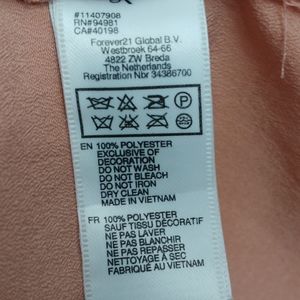 #11407908
RN#94981
CA#40198
Forever21 Global B.V.
Westbroek 64-66
4822 ZW Breda
The Netherlands
Registration Nbr 34386700
P
EN 100% POLYESTER
EXCLUSIVE OF
DECORATION
DO NOT WASH
DO NOT BLEACH
DO NOT IRON
DRY CLEAN
MADE IN VIETNAM
FR 100% POLYESTER
SAUF TISSU DÉCORATIF
NE PAS LAVER
NE PAS BLANCHIR
NE PAS REPASSER
NETTOYAGE À SEC
FABRIQUÉ AU VIETNAM